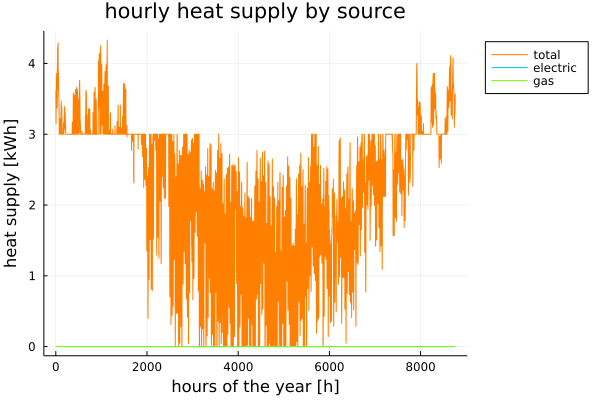 hourly heat supply by source
heat supply [kWh]
4
3
2
1
0
0 2000 4000 6000 8000
hours of the year [h]
total
electric
gas